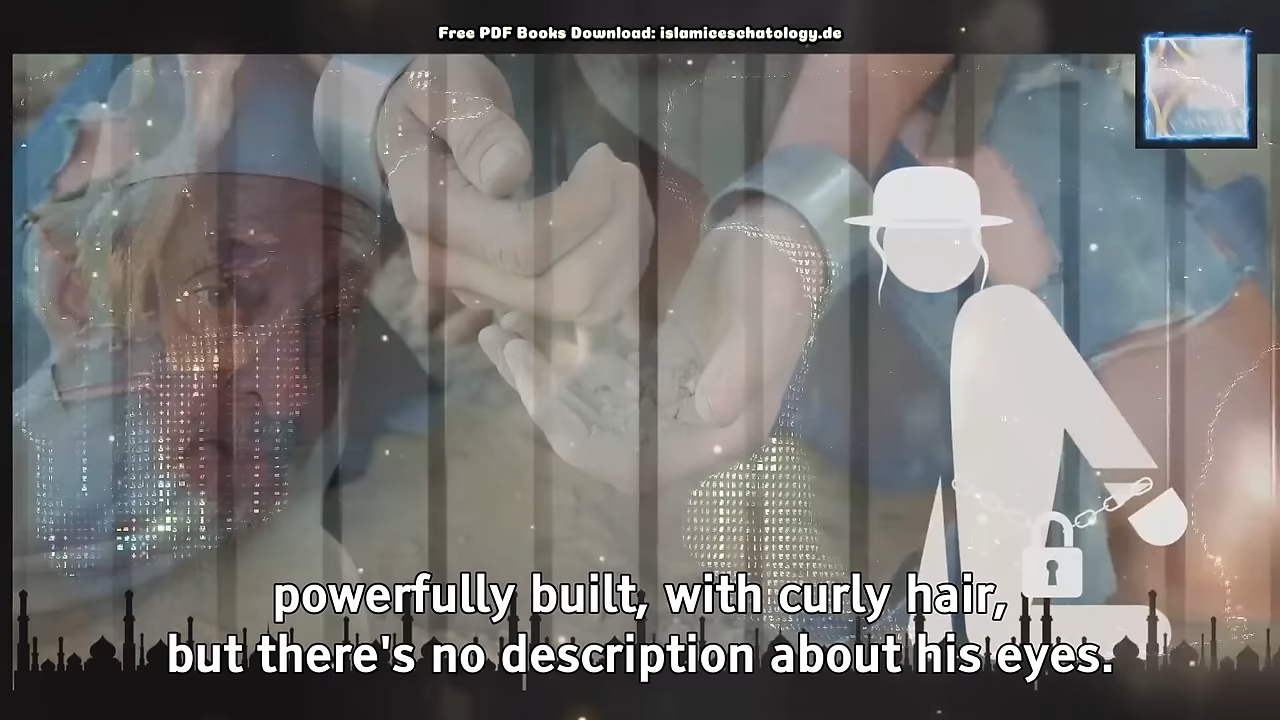 Free PDF Books Download: islamiceschatology.de
powerfully built, with curly hair,
but there's no description about his eyes.